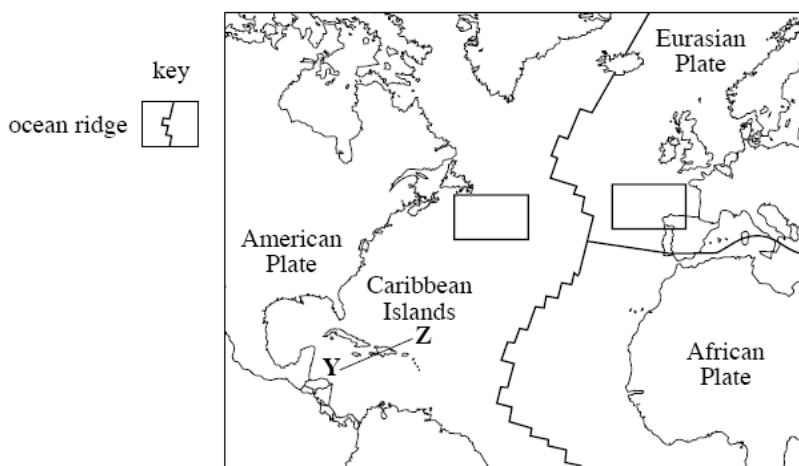 key
ocean ridge
Eurasian
Plate
American
Plate
Caribbean
Islands
Z
Y
African
Plate